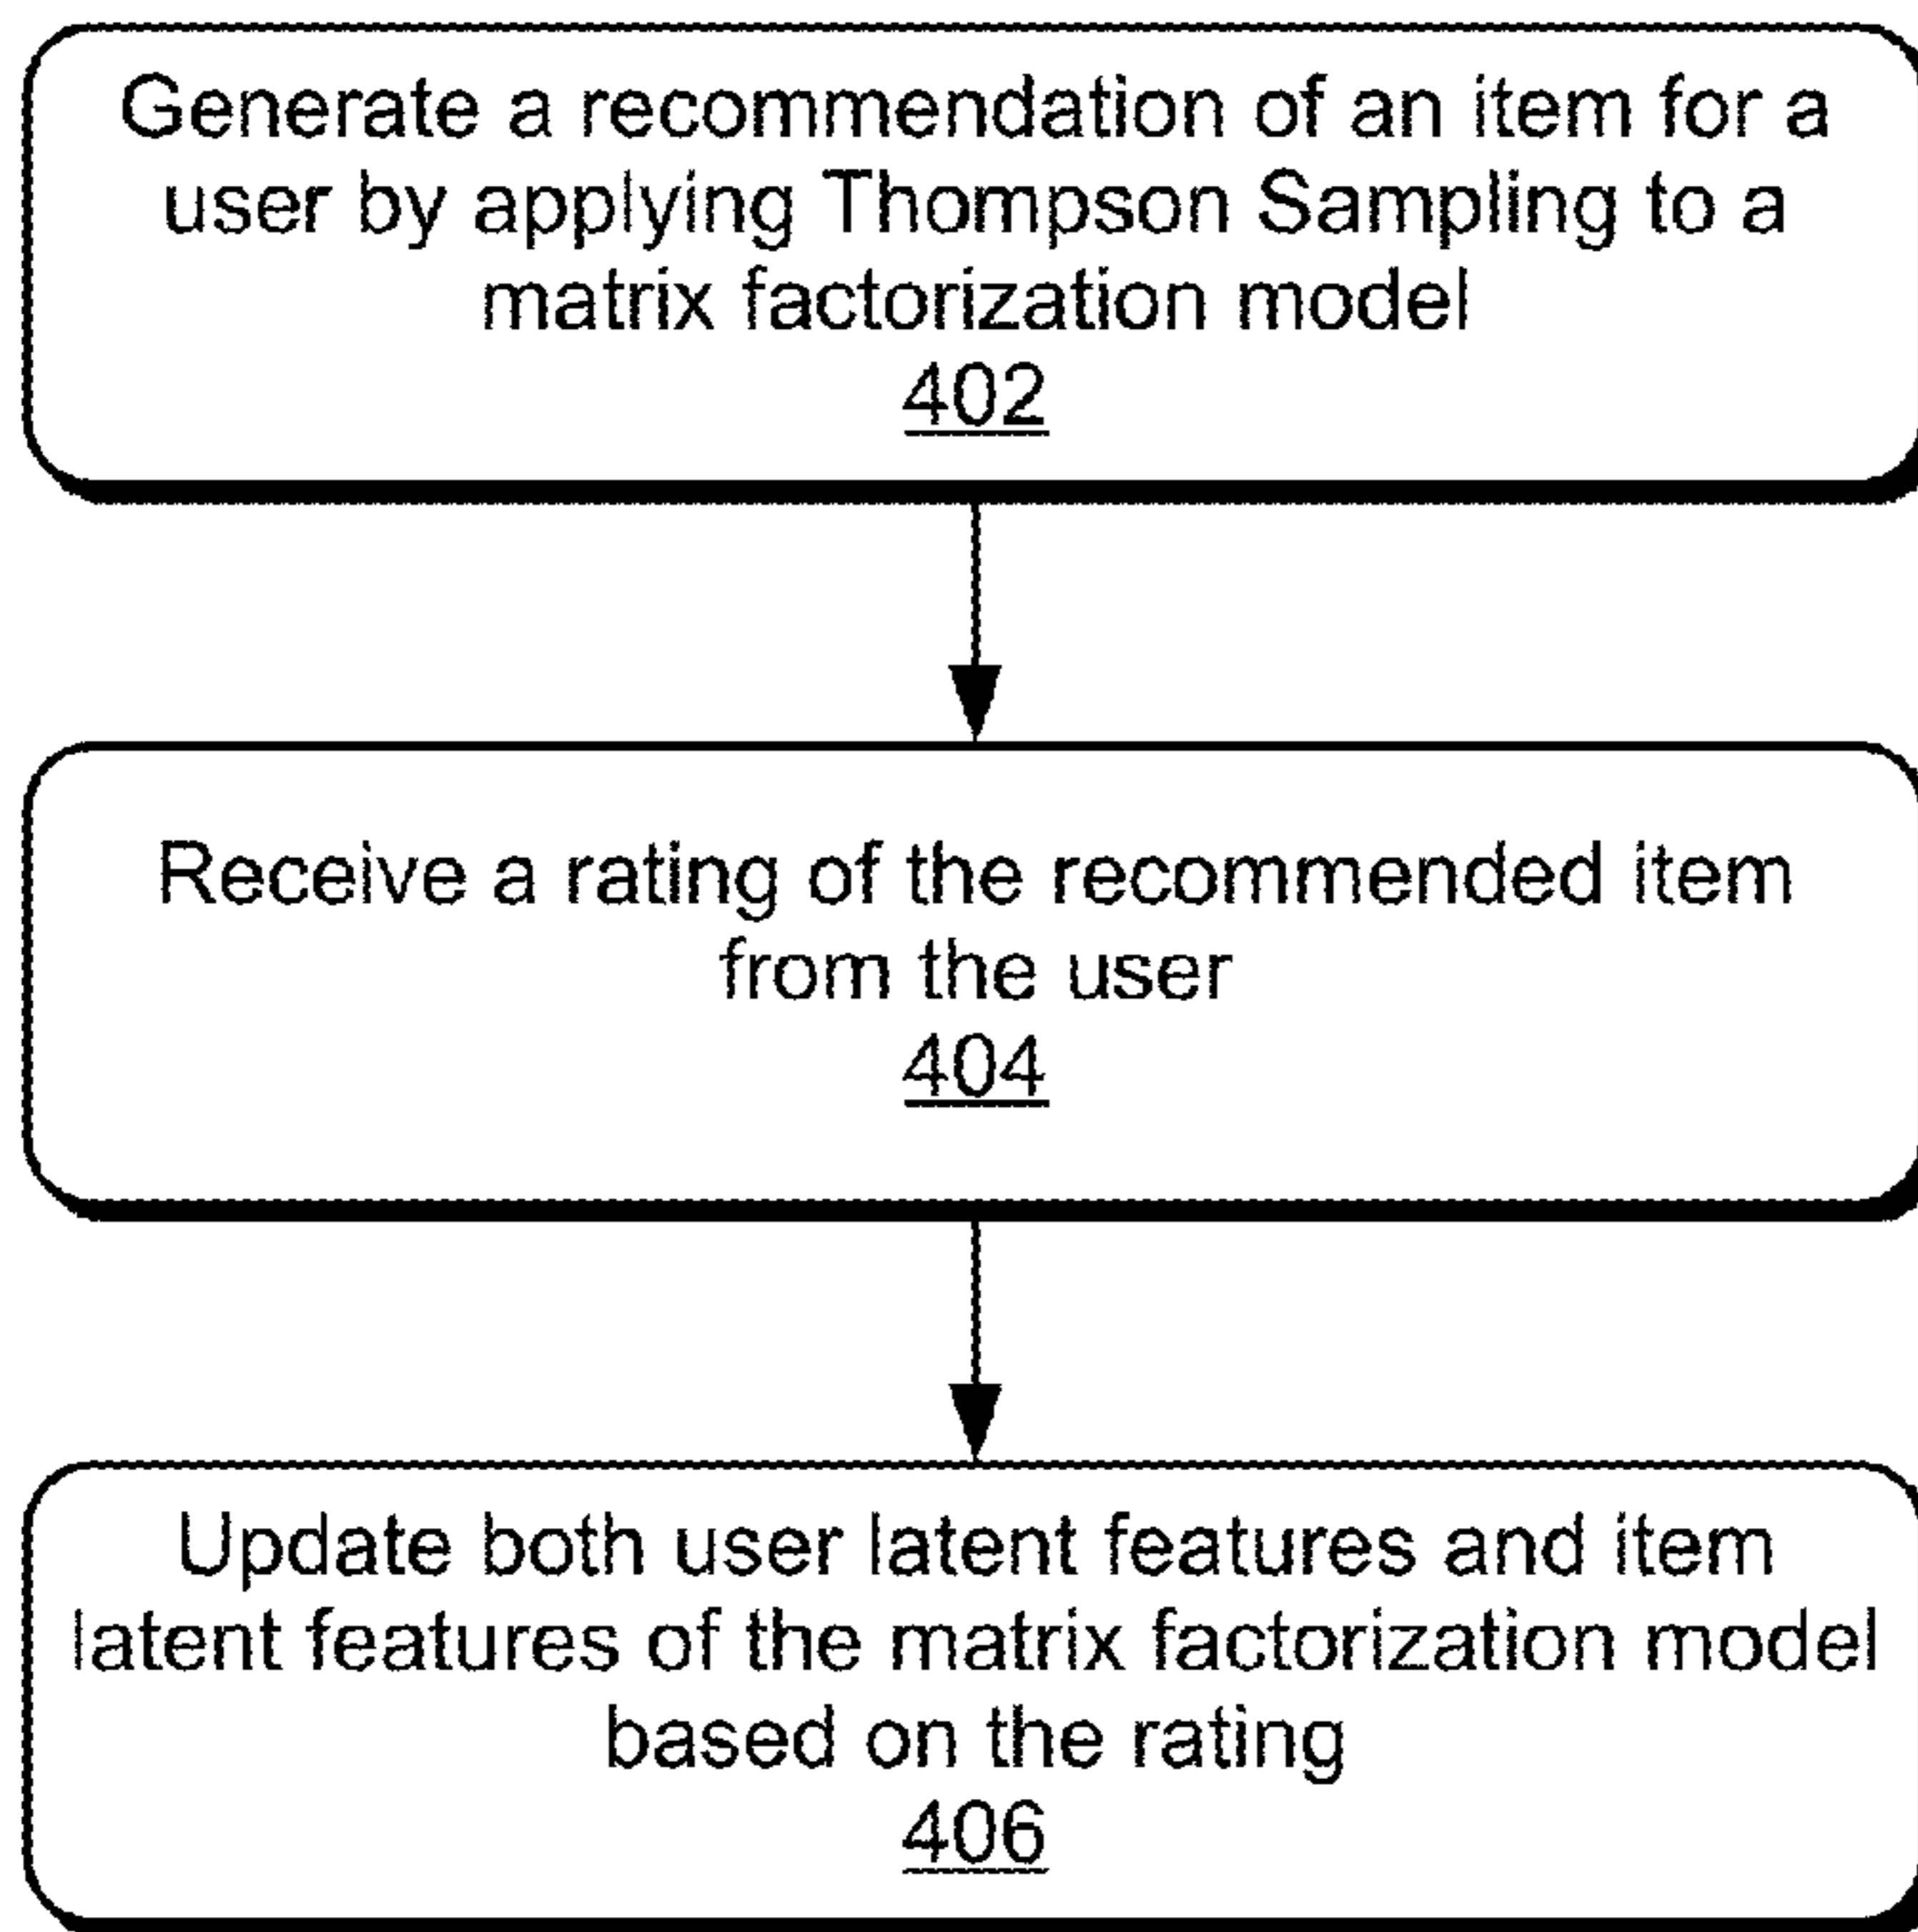 Generate a recommendation of an item for a
user by applying Thompson Sampling to a
matrix factorization model
402
Receive a rating of the recommended item
from the user
404
Update both user latent features and item
latent features of the matrix factorization model
based on the rating
406